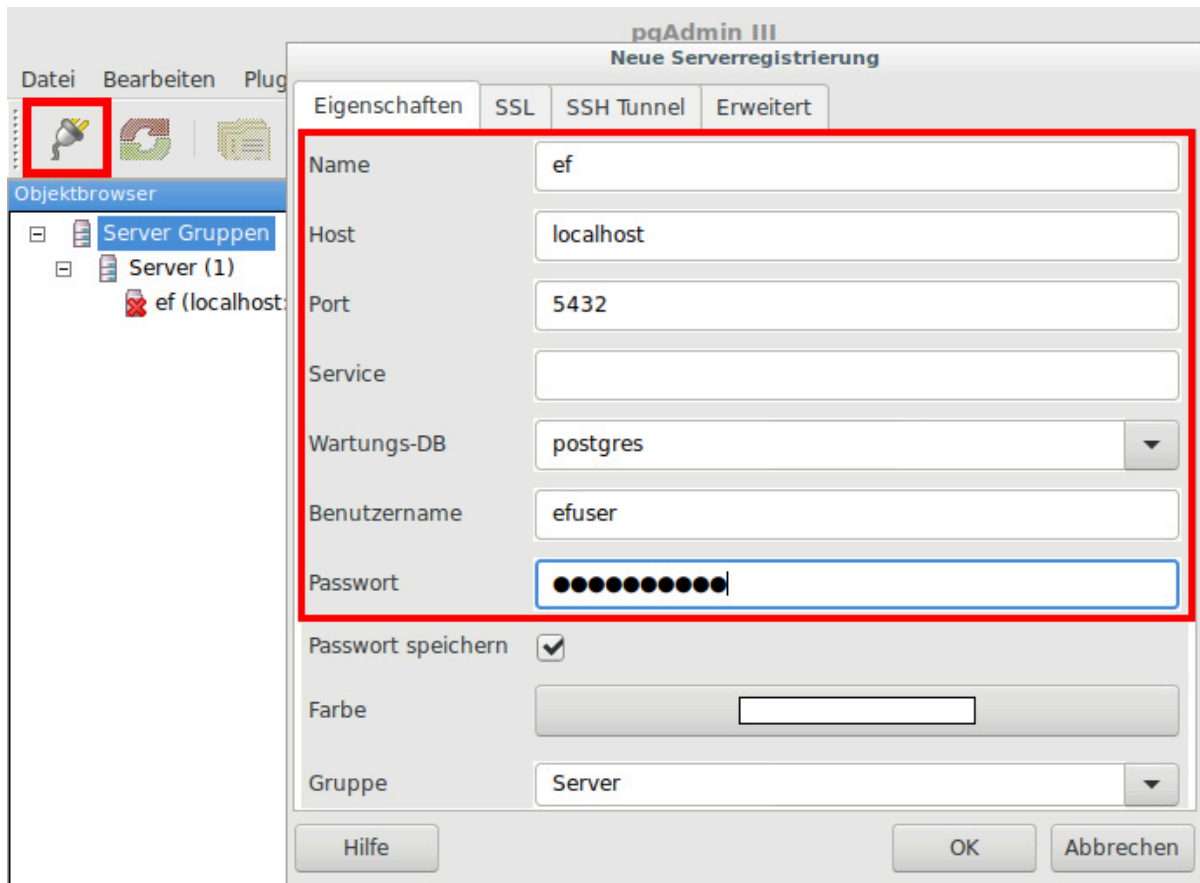 pgAdmin III
Neue Serverregistrierung
Datei Bearbeiten Plug
Eigenschaften SSL SSH Tunnel Erweitert
Objektbrowser
Server Gruppen
Server (1)
ef (localhost:
Name ef
Host localhost
Port 5432
Service
Wartungs-DB postgres
Benutzername efuser
Passwort ●●●●●●●●●●
Passwort speichern
Farbe
Gruppe Server
Hilfe OK Abbrechen